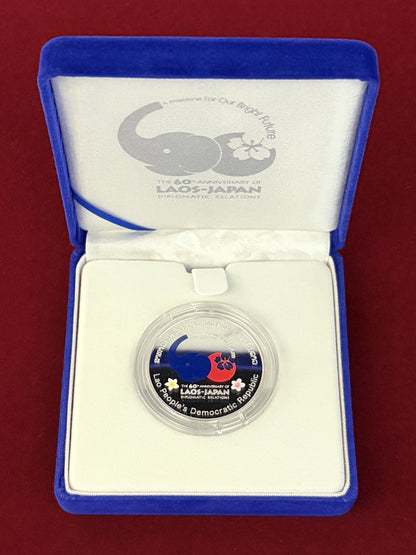 A Milestone For Our Bright Future
THE 60TH ANNIVERSARY OF
LAOS-JAPAN
DIPLOMATIC RELATIONS
THE 60TH ANNIVERSARY OF
LAOS-JAPAN
DIPLOMATIC RELATIONS
Lao People's Democratic Republic